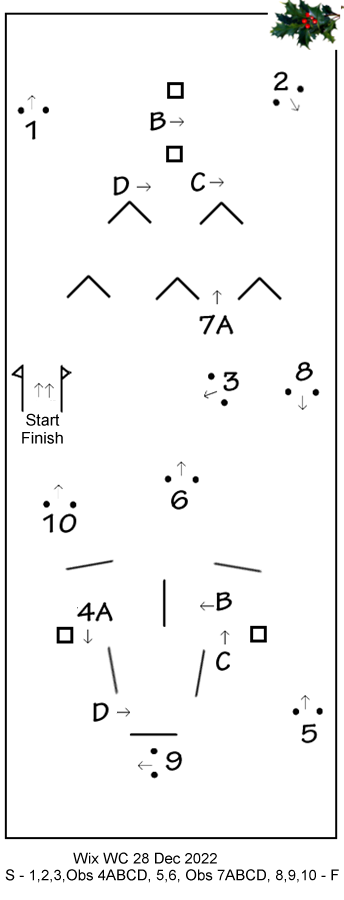 2
1
B
D C
7A
3 8
Start
Finish
6
10
4A B
C
D
5
9
Wix WC 28 Dec 2022
S - 1,2,3,Obs 4ABCD, 5,6, Obs 7ABCD, 8,9,10 - F